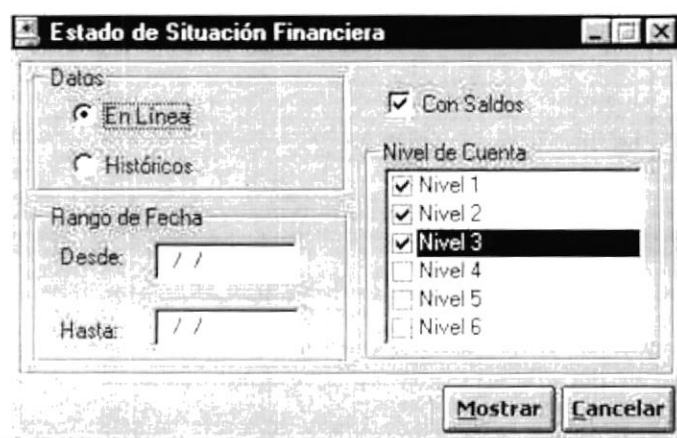 Estado de Situación Financiera
Datos
En Línea
Históricos
Con Saldos
Rango de Fecha
Desde: / /
Hasta: / /
Nivel de Cuenta
Nivel 1
Nivel 2
Nivel 3
Nivel 4
Nivel 5
Nivel 6
Mostrar
Cancelar